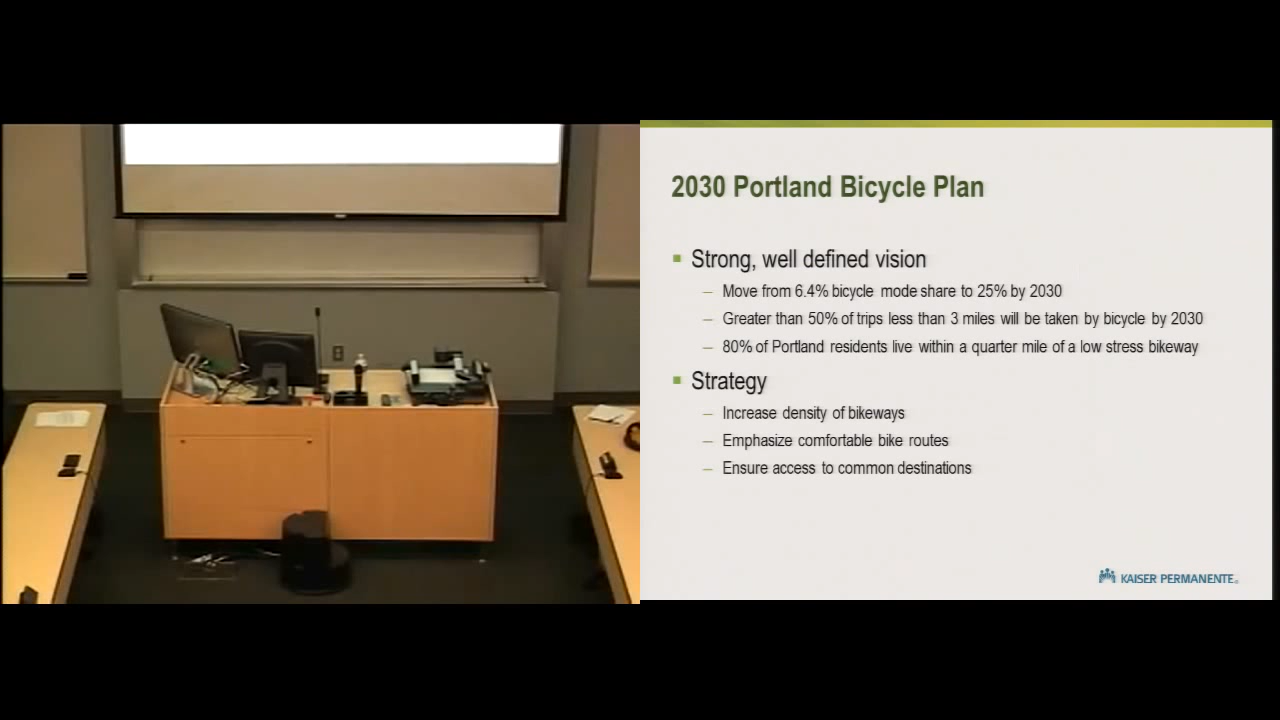 2030 Portland Bicycle Plan
Strong, well defined vision
– Move from 6.4% bicycle mode share to 25% by 2030
– Greater than 50% of trips less than 3 miles will be taken by bicycle by 2030
– 80% of Portland residents live within a quarter mile of a low stress bikeway
Strategy
– Increase density of bikeways
– Emphasize comfortable bike routes
– Ensure access to common destinations
KAISER PERMANENTE